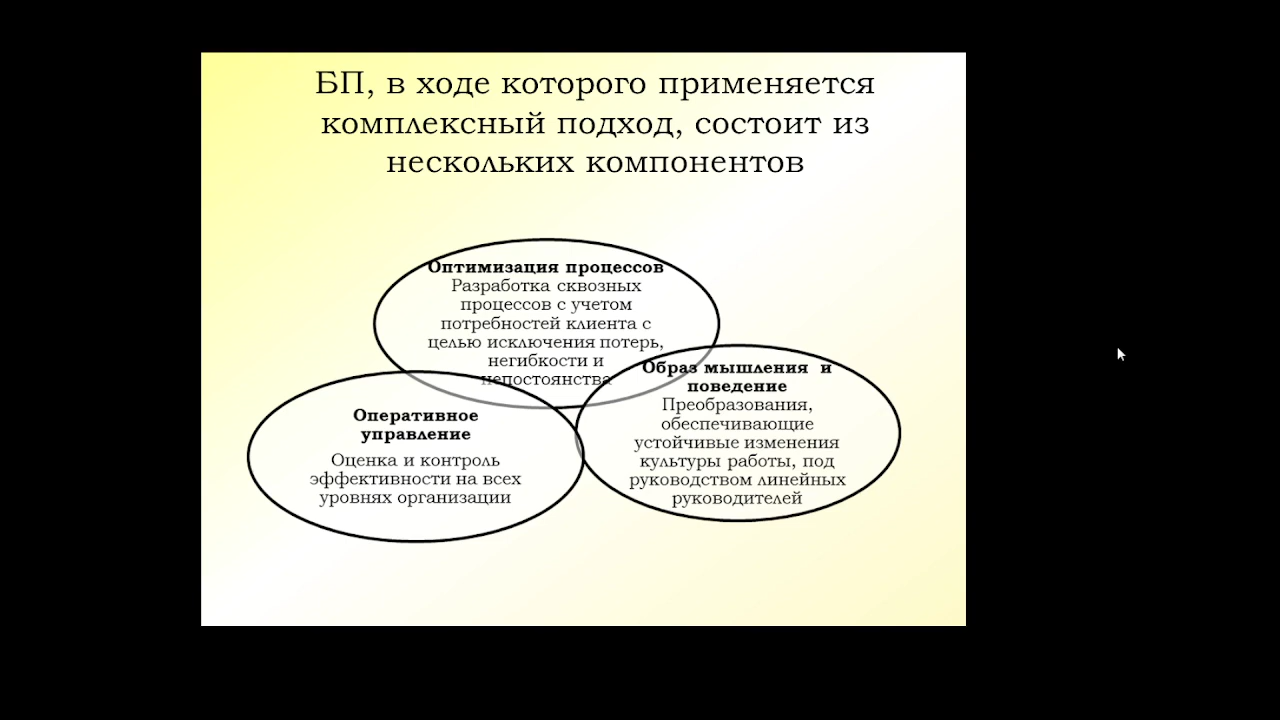 БП, в ходе которого применяется
комплексный подход, состоит из
нескольких компонентов
Оптимизация процессов
Разработка сквозных
процессов с учетом
потребностей клиента с
целью исключения потерь,
негибкости и
непостоянства
Образ мышления и
поведение
Преобразования,
обеспечивающие
устойчивые изменения
культуры работы, под
руководством линейных
руководителей
Оперативное
управление
Оценка и контроль
эффективности на всех
уровнях организации